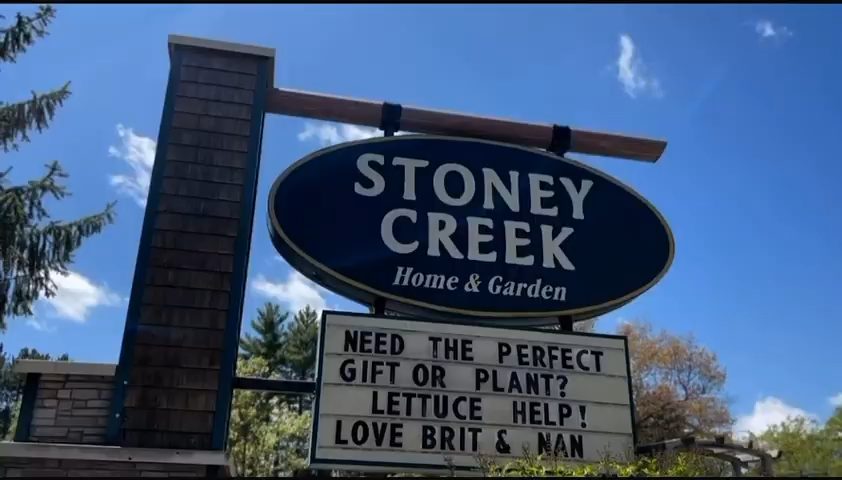 STONEY
CREEK
Home & Garden
NEED THE PERFECT
GIFT OR PLANT?
LETTUCE HELP!
LOVE BRIT & NAN